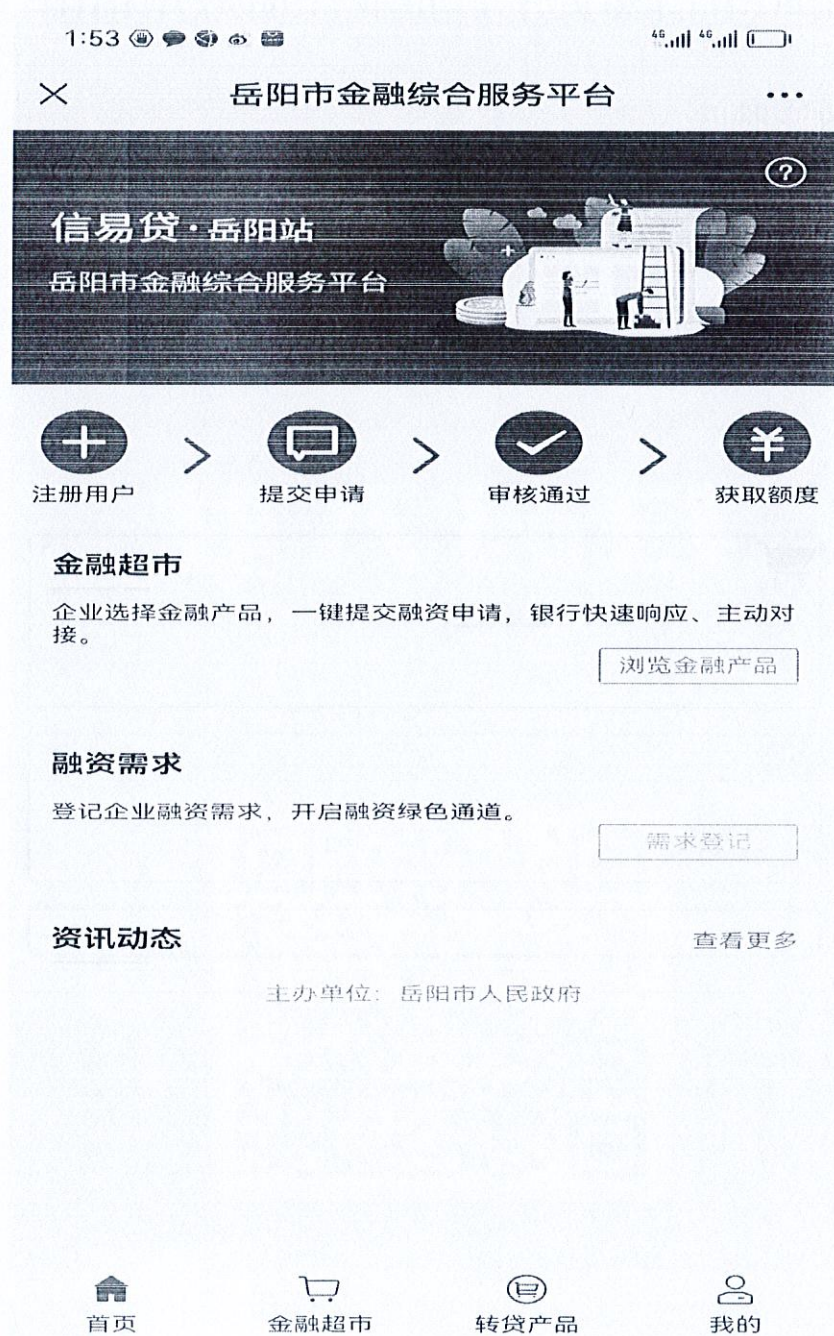 1:53
4G 4G
岳阳市金融综合服务平台
信易贷·岳阳站
岳阳市金融综合服务平台
注册用户 > 提交申请 > 审核通过 > 获取额度
金融超市
企业选择金融产品，一键提交融资申请，银行快速响应、主动对
接。
浏览金融产品
融资需求
登记企业融资需求，开启融资绿色通道。
需求登记
资讯动态 查看更多
主办单位：岳阳市人民政府
首页 金融超市 转贷产品 我的